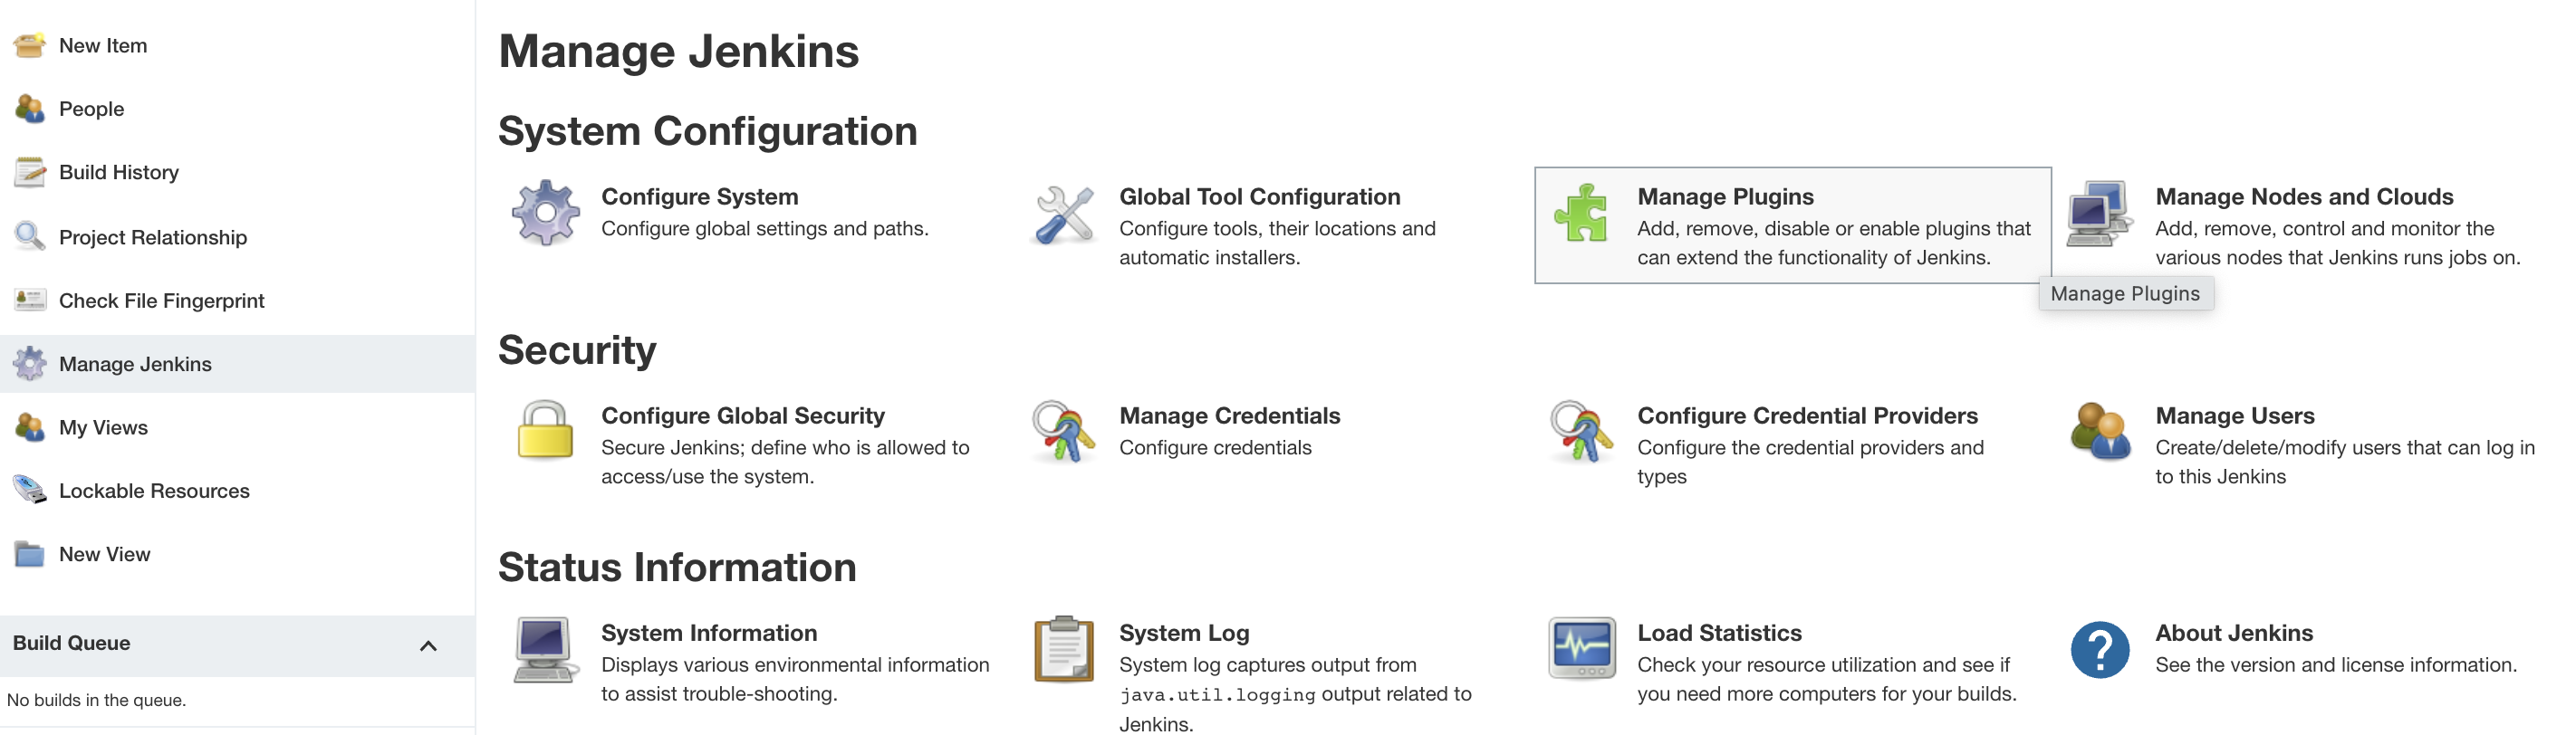 New Item
People
Build History
Project Relationship
Check File Fingerprint
Manage Jenkins
My Views
Lockable Resources
New View
Build Queue
No builds in the queue.
Manage Jenkins
System Configuration
Configure System
Configure global settings and paths.
Global Tool Configuration
Configure tools, their locations and
automatic installers.
Manage Plugins
Add, remove, disable or enable plugins that
can extend the functionality of Jenkins.
Manage Nodes and Clouds
Add, remove, control and monitor the
various nodes that Jenkins runs jobs on.
Manage Plugins
Security
Configure Global Security
Secure Jenkins; define who is allowed to
access/use the system.
Manage Credentials
Configure credentials
Configure Credential Providers
Configure the credential providers and
types
Manage Users
Create/delete/modify users that can log in
to this Jenkins
Status Information
System Information
Displays various environmental information
to assist trouble-shooting.
System Log
System log captures output from
java.util.logging output related to
Jenkins.
Load Statistics
Check your resource utilization and see if
you need more computers for your builds.
About Jenkins
See the version and license information.